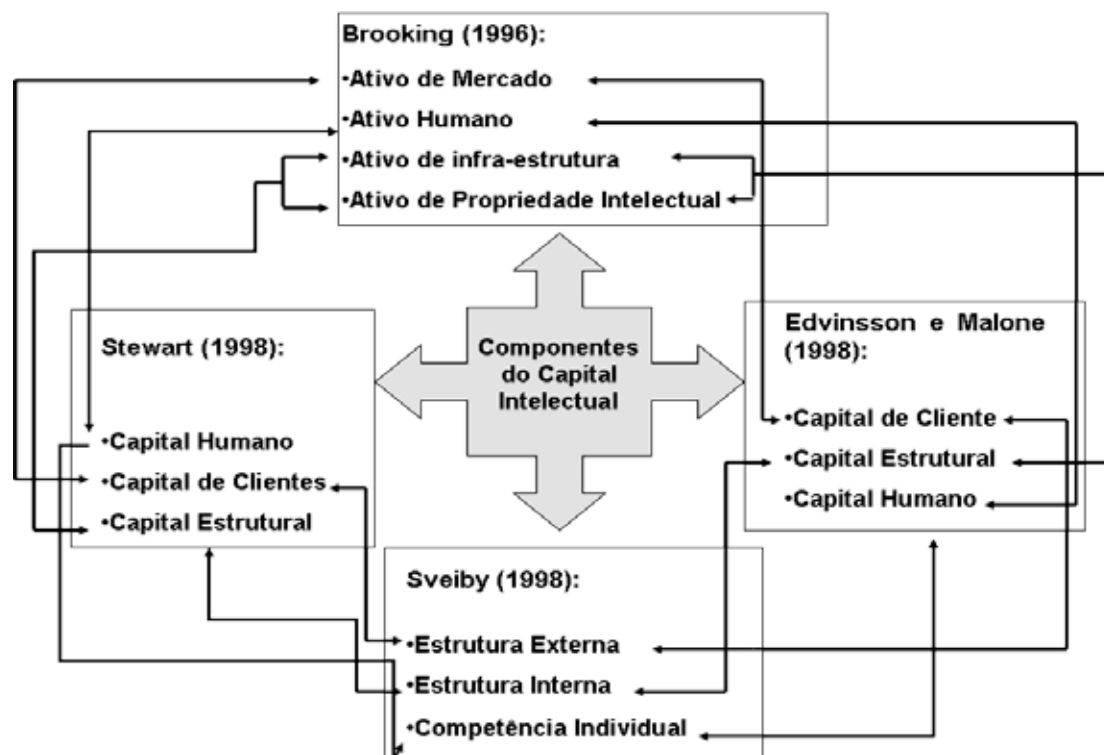 Brooking (1996):
•Ativo de Mercado
•Ativo Humano
•Ativo de infra-estrutura
•Ativo de Propriedade Intelectual
Stewart (1998):
•Capital Humano
•Capital de Clientes
•Capital Estrutural
Componentes
do Capital
Intelectual
Edvinsson e Malone
(1998):
•Capital de Cliente
•Capital Estrutural
•Capital Humano
Sveiby (1998):
•Estrutura Externa
•Estrutura Interna
•Competência Individual